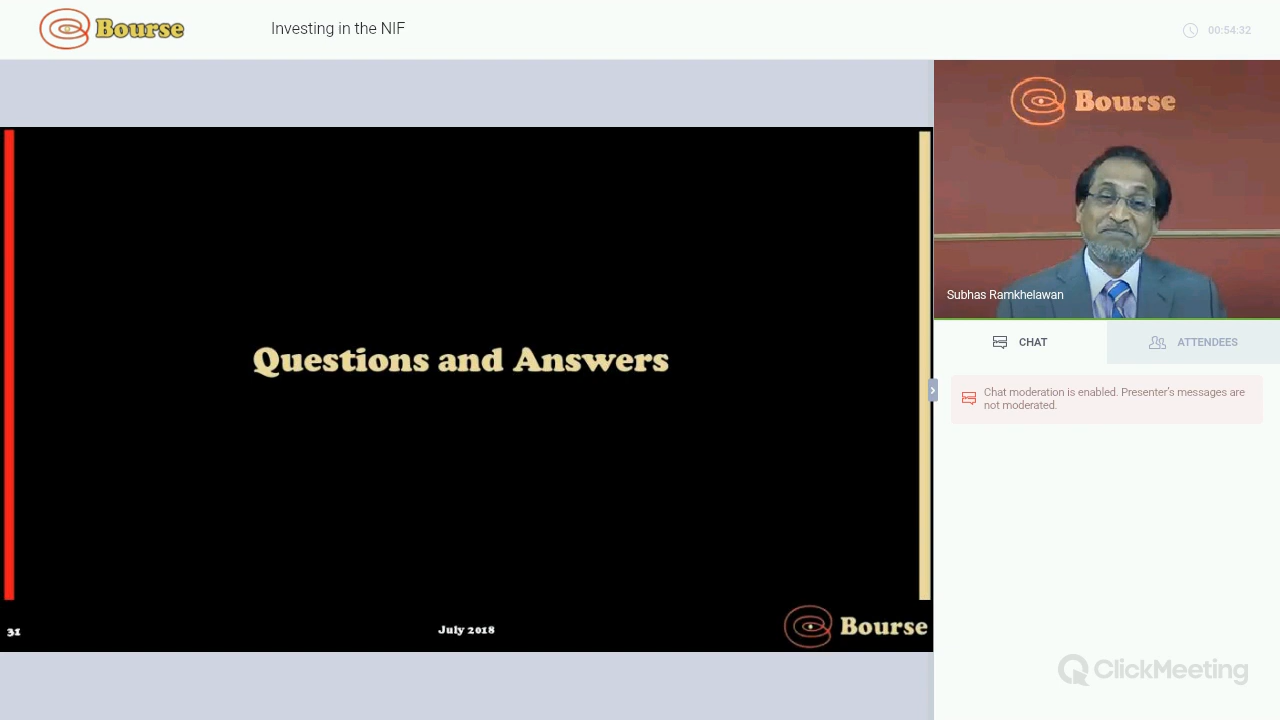 Bourse
Investing in the NIF
00:54:32
Bourse
Subhas Ramkhelawan
CHAT
ATTENDEES
Chat moderation is enabled. Presenter's messages are
not moderated.
Questions and Answers
31
July 2018
Bourse
ClickMeeting